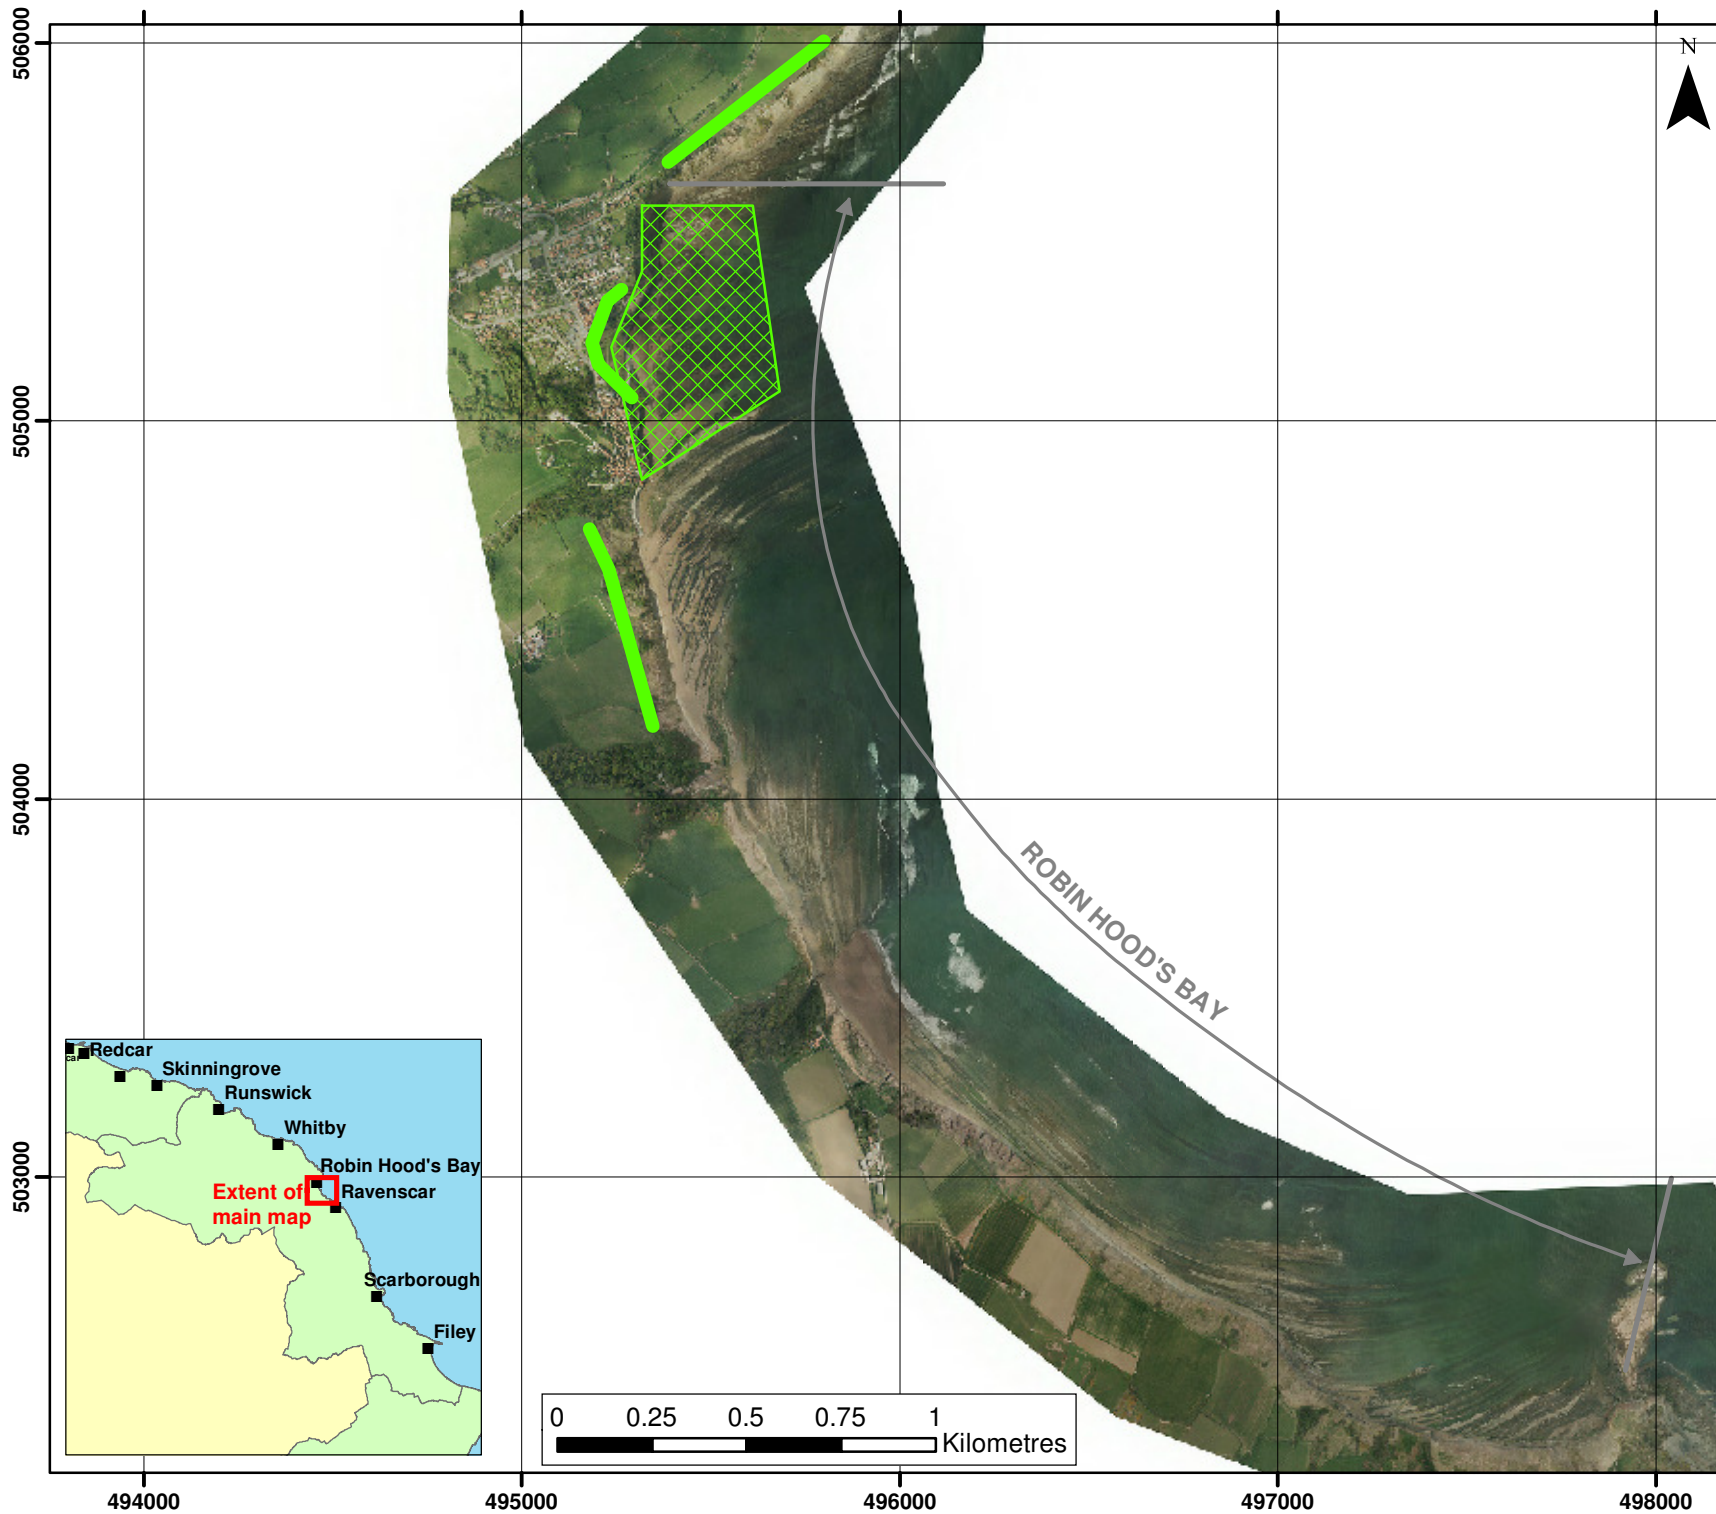 506000
N
505000
504000
ROBIN HOOD'S BAY
503000
Redcar
car
Skinningrove
Runswick
Whitby
Robin Hood's Bay
Extent of
Ravenscar
main map
Scarborough
Filey
0 0.25 0.5 0.75 1
Kilometres
494000 495000 496000 497000 498000